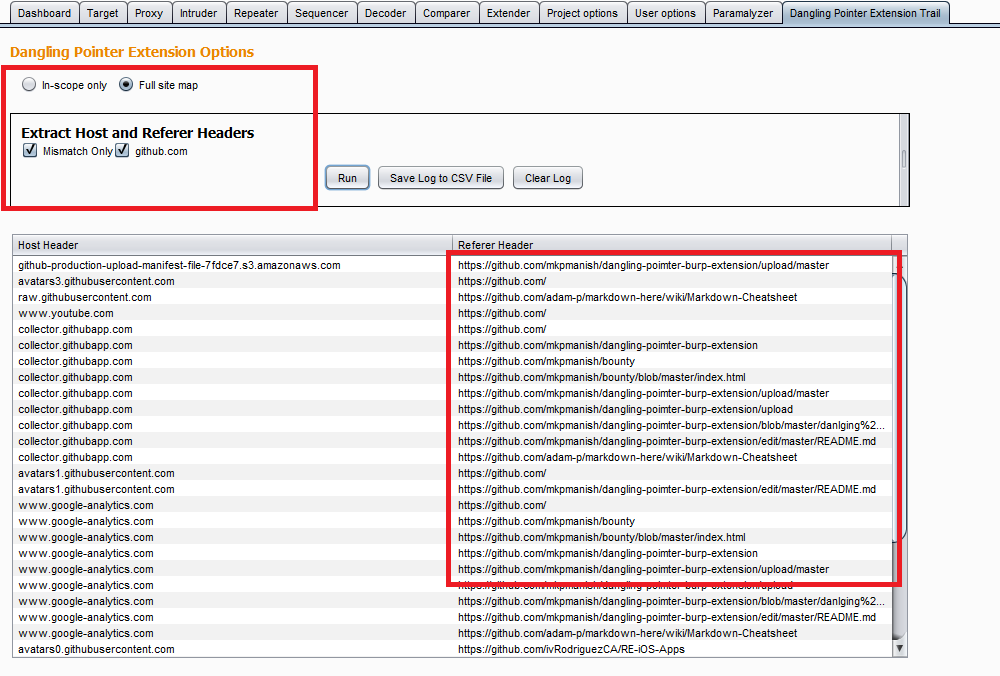 Dashboard Target Proxy Intruder Repeater Sequencer Decoder Comparer Extender Project options User options Paramalyzer Dangling Pointer Extension Trail
Dangling Pointer Extension Options
In-scope only Full site map
Extract Host and Referer Headers
Mismatch Only github.com
Run Save Log to CSV File Clear Log
Host Header Referer Header
github-production-upload-manifest-file-7fdce7.s3.amazonaws.com https://github.com/mkpmanish/dangling-poimter-burp-extension/upload/master
avatars3.githubusercontent.com https://github.com/
raw.githubusercontent.com https://github.com/adam-p/markdown-here/wiki/Markdown-Cheatsheet
www.youtube.com https://github.com/
collector.githubapp.com https://github.com/
collector.githubapp.com https://github.com/mkpmanish/dangling-poimter-burp-extension
collector.githubapp.com https://github.com/mkpmanish/bounty
collector.githubapp.com https://github.com/mkpmanish/bounty/blob/master/index.html
collector.githubapp.com https://github.com/mkpmanish/dangling-poimter-burp-extension/upload/master
collector.githubapp.com https://github.com/mkpmanish/dangling-poimter-burp-extension/upload
collector.githubapp.com https://github.com/mkpmanish/dangling-poimter-burp-extension/blob/master/danlging%2...
collector.githubapp.com https://github.com/mkpmanish/dangling-poimter-burp-extension/edit/master/README.md
collector.githubapp.com https://github.com/adam-p/markdown-here/wiki/Markdown-Cheatsheet
avatars1.githubusercontent.com https://github.com/
avatars1.githubusercontent.com https://github.com/mkpmanish/dangling-poimter-burp-extension/edit/master/README.md
www.google-analytics.com https://github.com/
www.google-analytics.com https://github.com/mkpmanish/bounty
www.google-analytics.com https://github.com/mkpmanish/bounty/blob/master/index.html
www.google-analytics.com https://github.com/mkpmanish/dangling-poimter-burp-extension
www.google-analytics.com https://github.com/mkpmanish/dangling-poimter-burp-extension/upload/master
www.google-analytics.com https://github.com/mkpmanish/dangling-poimter-burp-extension/upload
www.google-analytics.com https://github.com/mkpmanish/dangling-poimter-burp-extension/blob/master/danlging%2...
www.google-analytics.com https://github.com/mkpmanish/dangling-poimter-burp-extension/edit/master/README.md
www.google-analytics.com https://github.com/adam-p/markdown-here/wiki/Markdown-Cheatsheet
avatars0.githubusercontent.com https://github.com/ivRodriguezCA/RE-iOS-Apps